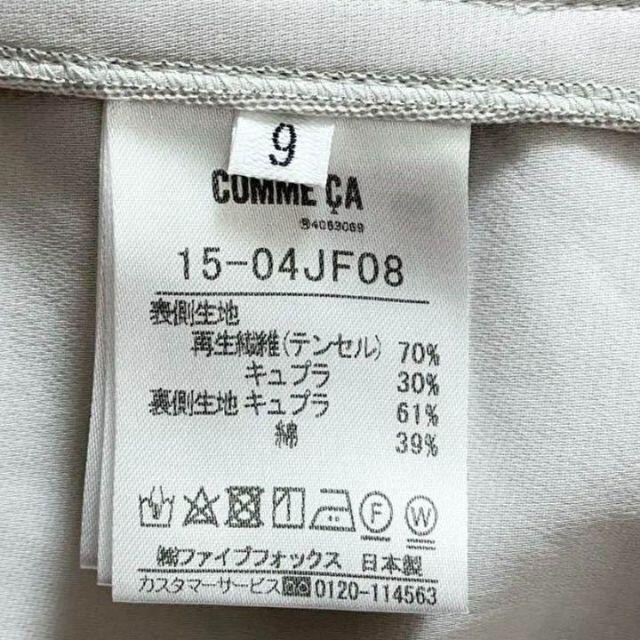 9
COMME ÇA
Ⓡ4063069
15-04JF08
表側生地
再生繊維(テンセル) 70%
キュプラ 30%
裏側生地 キュプラ 61%
綿 39%
F W
㈱ファイブフォックス 日本製
カスタマーサービス 0120-114563